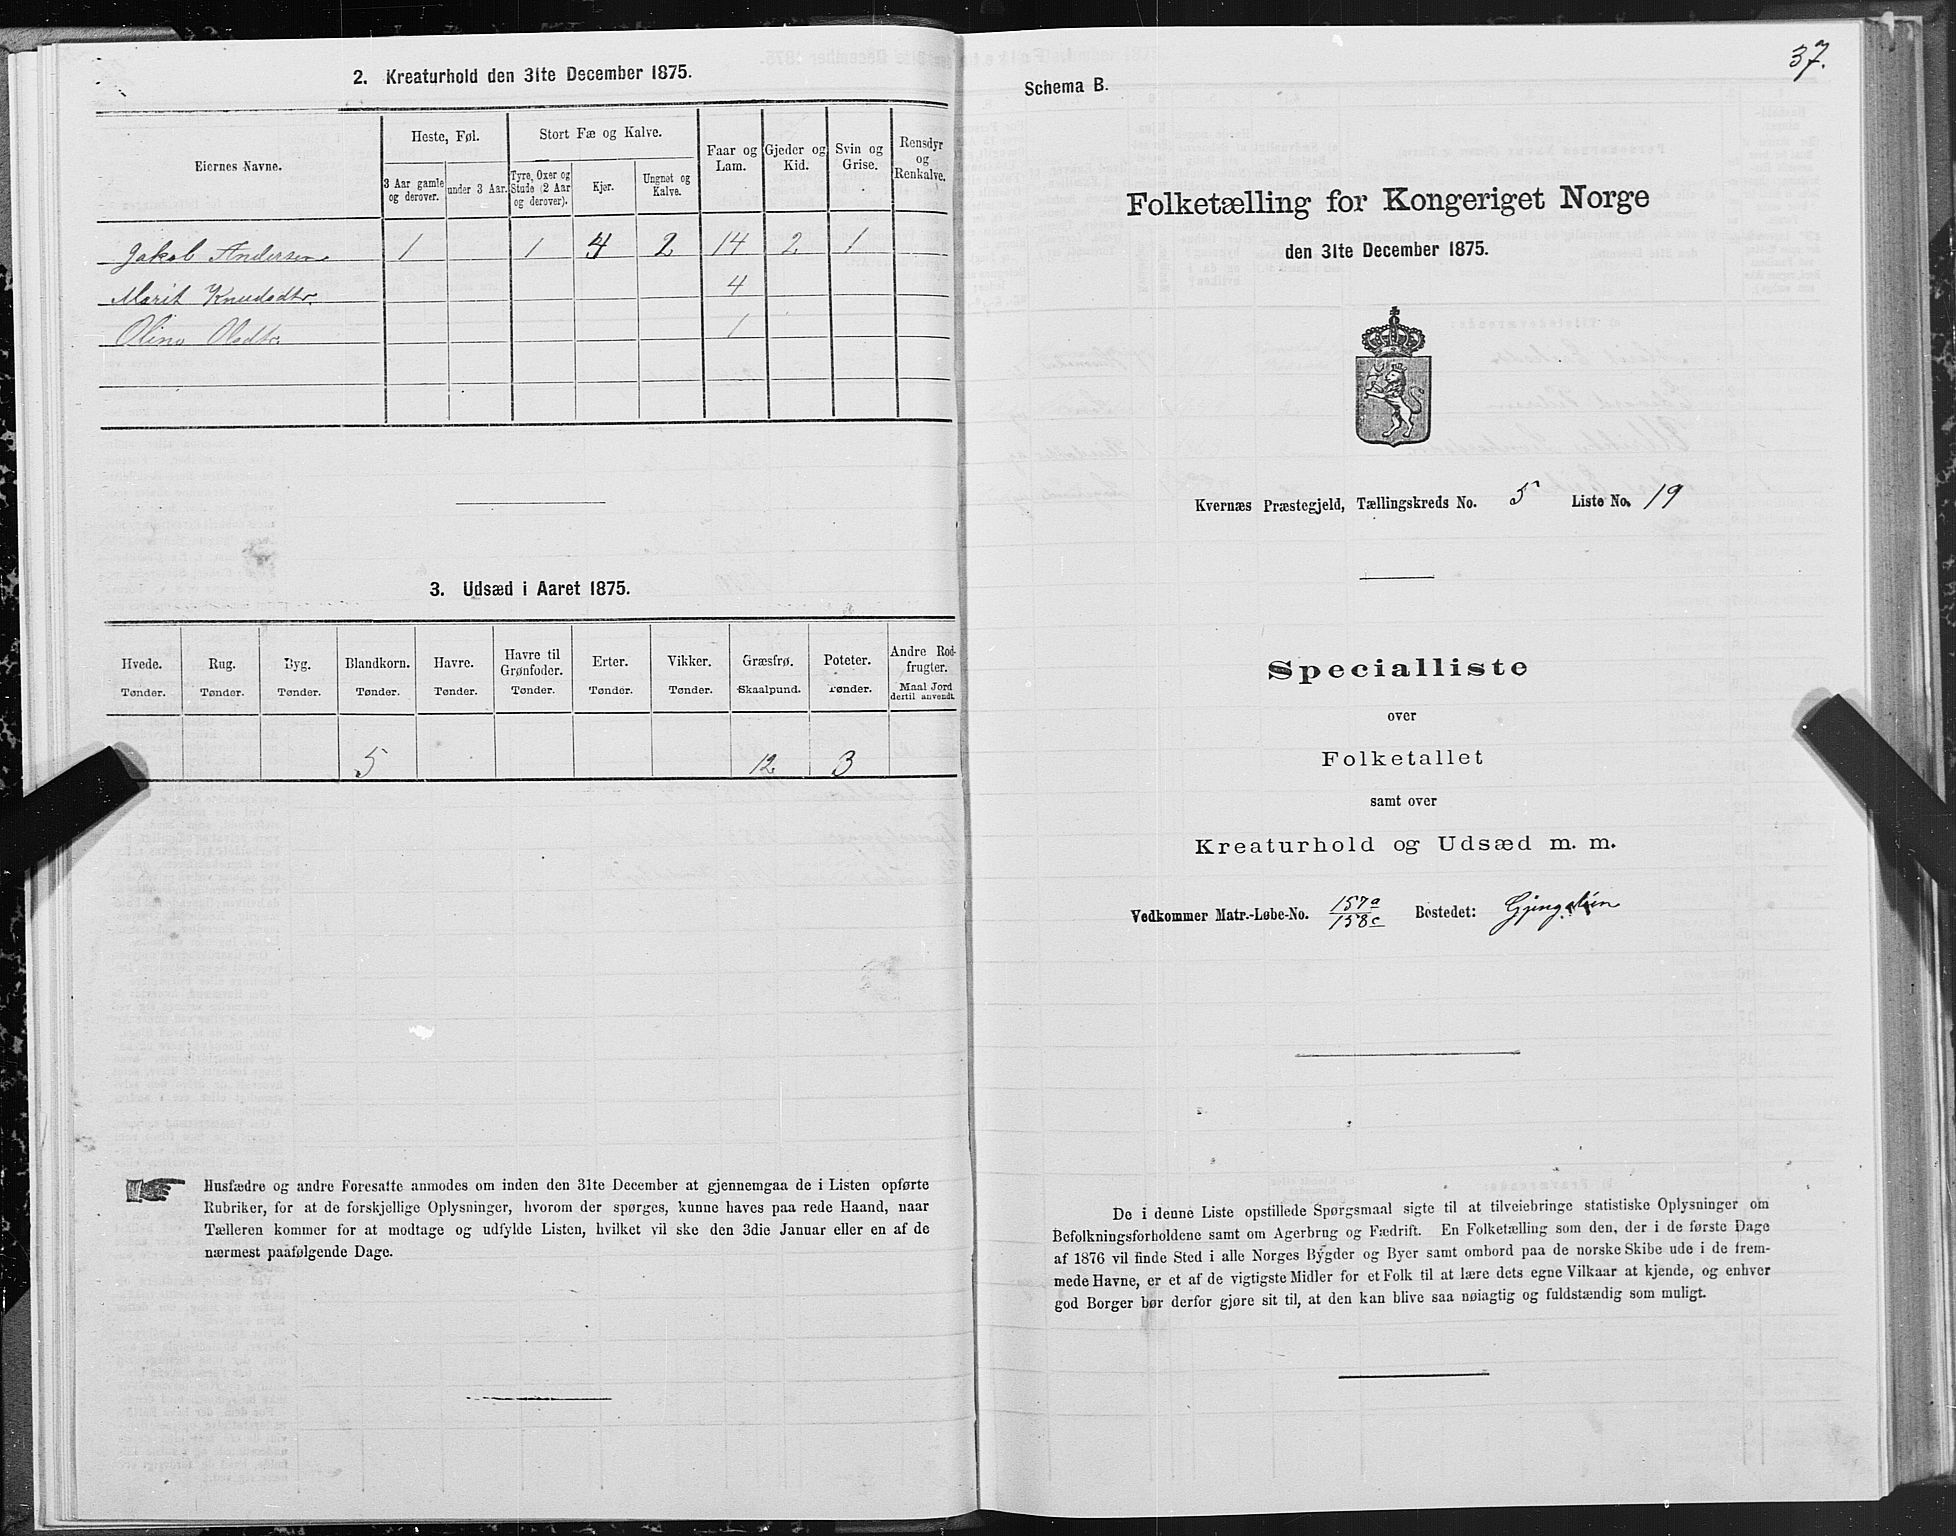 2. Kreaturhold den 31te December 1875.
Eiernes Navne. Heste, Føl. Stort Fæ og Kalve. Faar og Lam. Gjeder og Kid. Svin og Grise. Rensdyr og Renkalve.
3 Aar gamle og derover. under 3 Aar. Tyre, Oxer og Stude (2 Aar og derover). Kjør. Ungnøt og Kalve.
Jakob Andersen 1 1 4 2 14 2 1
Marit Knudsdtr. 4
Olina Olsdtr. 1
3. Udsæd i Aaret 1875.
Hvede. Rug. Byg. Blandkorn. Havre. Havre til Grønfoder. Erter. Vikker. Græsfrø. Poteter. Andre Rodfrugter.
Tønder. Tønder. Tønder. Tønder. Tønder. Tønder. Tønder. Tønder. Skaalpund. Tønder. Maal Jord dertil anvendt.
5 12 3
Husfædre og andre Foresatte anmodes om inden den 31te December at gjennemgaa de i Listen opførte
Rubriker, for at de forskjellige Oplysninger, hvorom der spørges, kunne haves paa rede Haand, naar
Tælleren kommer for at modtage og udfylde Listen, hvilket vil ske den 3die Januar eller en af de
nærmest paafølgende Dage.
37.
Schema B.
Folketælling for Kongeriget Norge
den 31te December 1875.
Kvernæs Præstegjeld, Tællingskreds No. 5 Liste No. 19
Specialliste
over
Folketallet
samt over
Kreaturhold og Udsæd m. m.
Vedkommer Matr.-Løbe-No. 157a/158c Bostedet:
De i denne Liste opstillede Spørgsmaal sigte til at tilveiebringe statistiske Oplysninger om
Befolkningsforholdene samt om Agerbrug og Fædrift. En Folketælling som den, der i de første Dage
af 1876 vil finde Sted i alle Norges Bygder og Byer samt ombord paa de norske Skibe ude i de frem-
mede Havne, er et af de vigtigste Midler for et Folk til at lære dets egne Vilkaar at kjende, og enhver
god Borger bør derfor gjøre sit til, at den kan blive saa nøiagtig og fuldstændig som muligt.